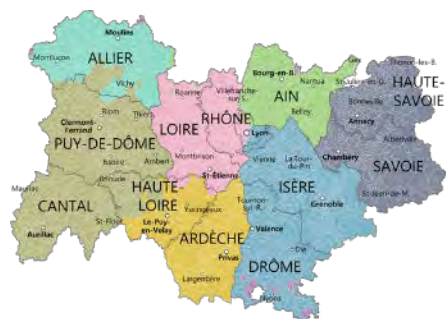 Moulins
Montluçon
ALLIER
Vichy
Gex
Thonon-les-B.
Bourg-en-B.
Nantua
St-Julien-en-G.
HAUTE-
SAVOIE
Roanne
Villefranche-
sur-S.
AIN
Bonneville
Riom
Thiers
Clermont-
Ferrand
LOIRE
RHÔNE
Belley
Annecy
PUY-DE-DÔME
Lyon
Albertville
Issoire
Ambert
Montbrison
Vienne
La Tour-
du-Pin
Chambéry
SAVOIE
St-Étienne
Brioude
Mauriac
HAUTE
LOIRE
ISÈRE
St-Jean-de-M.
CANTAL
Yssingeaux
Tournon-
sur-R.
Grenoble
St-Flour
Le-Puy
en-Velay
ARDÈCHE
Valence
Aurillac
Privas
Die
Largentière
DRÔME
Nyons